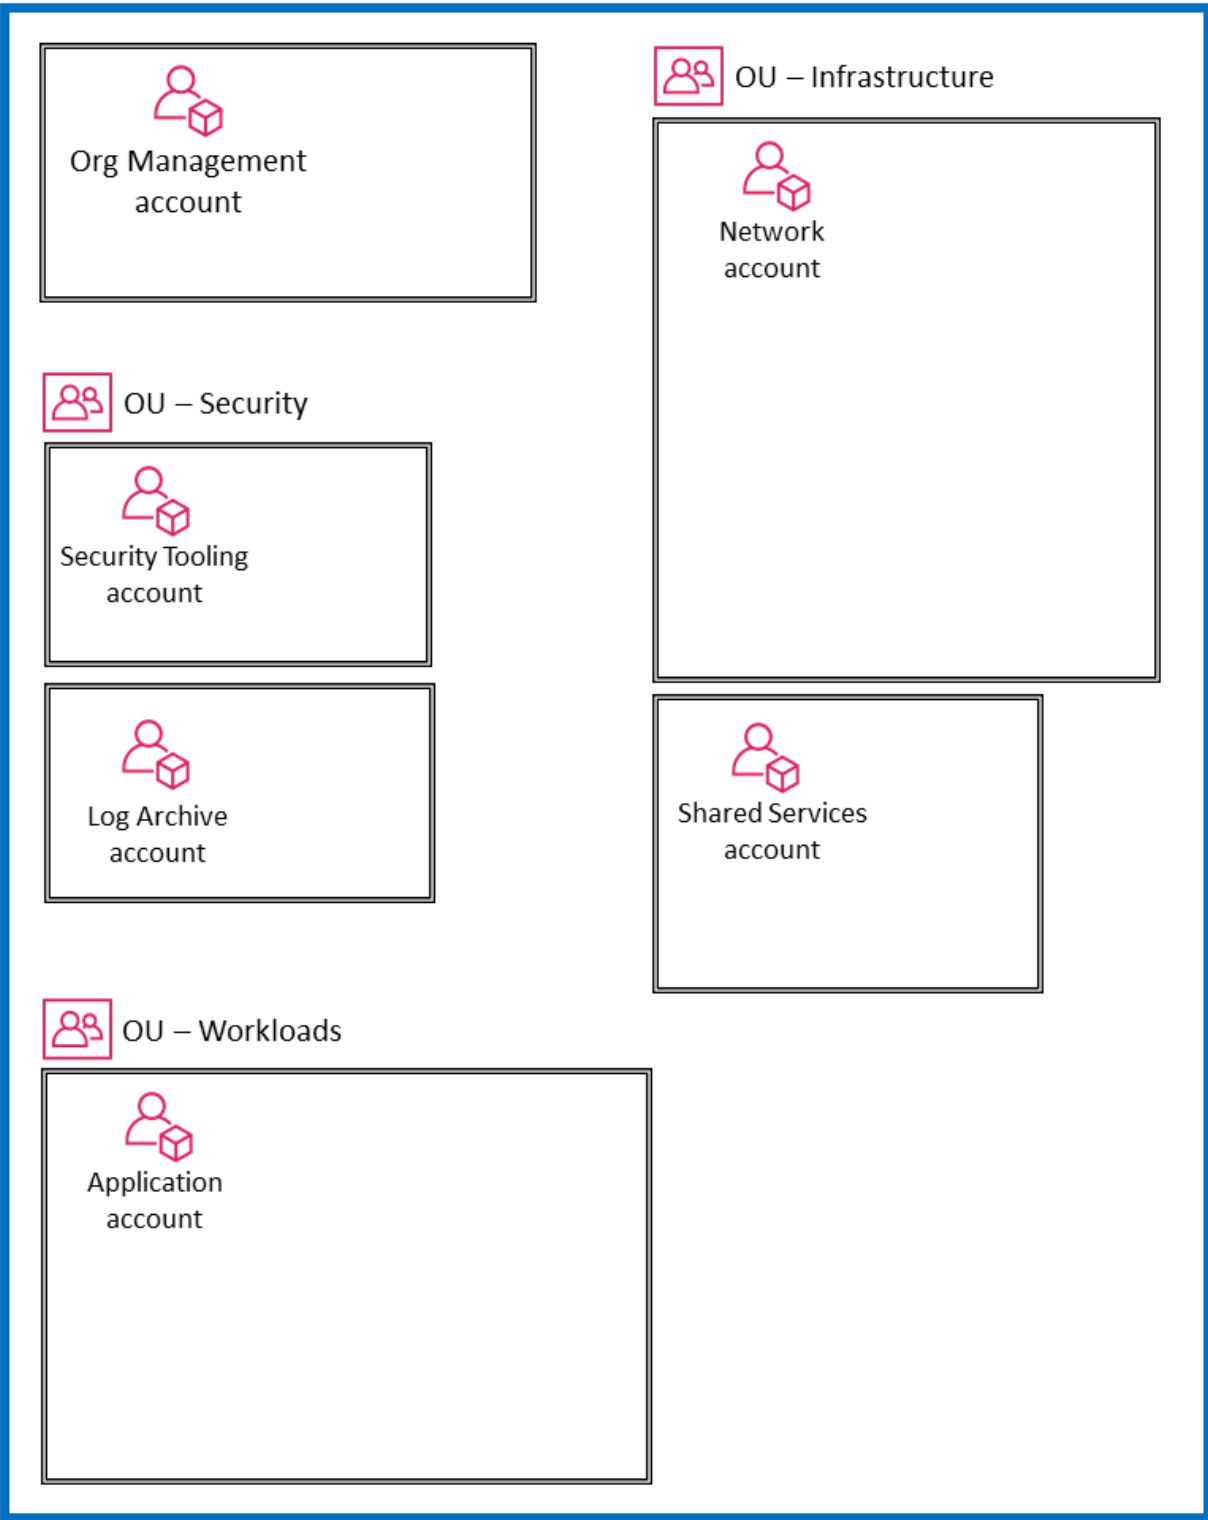 Org Management
account
OU – Security
Security Tooling
account
Log Archive
account
OU – Workloads
Application
account
OU – Infrastructure
Network
account
Shared Services
account